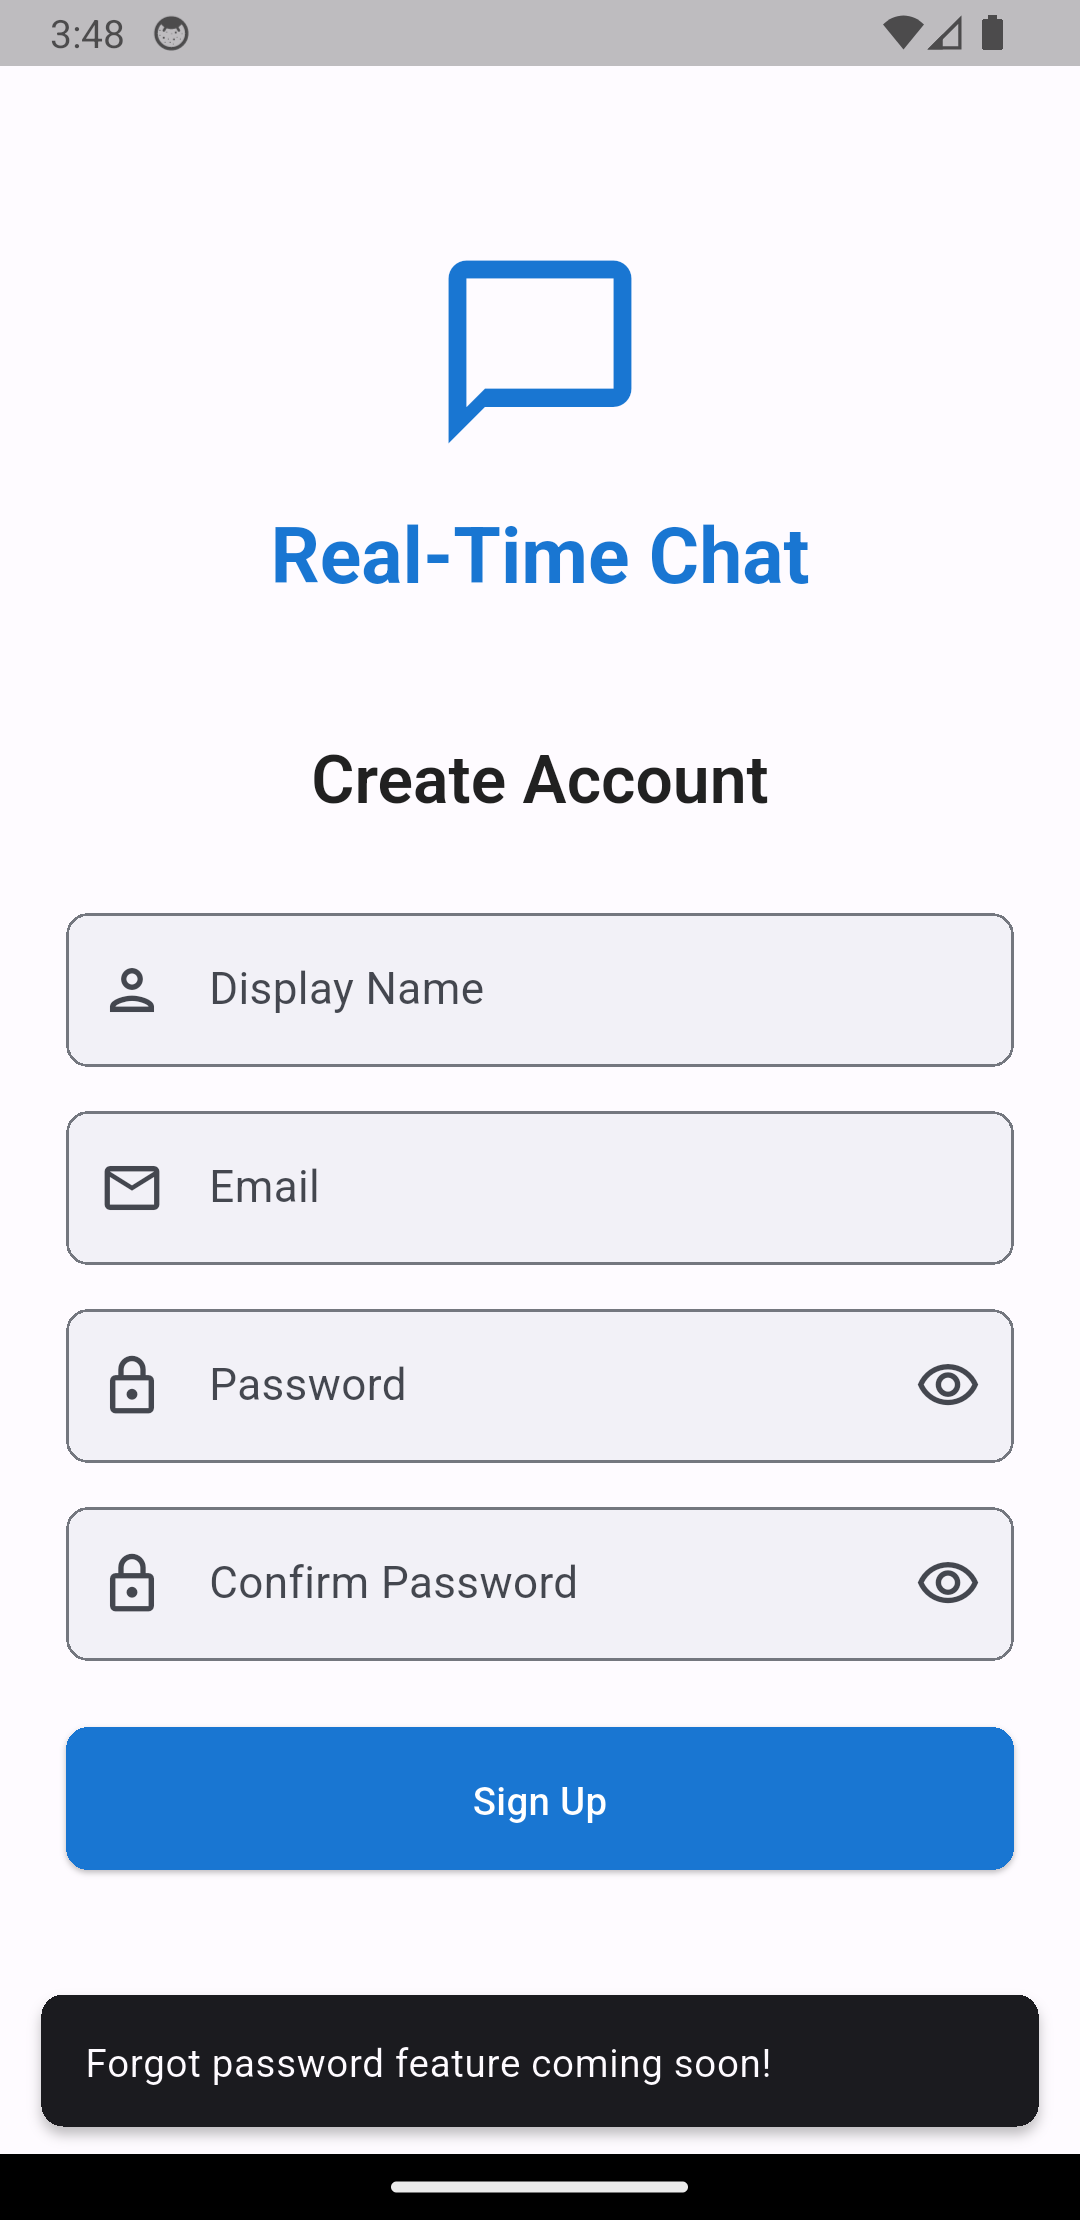 3:48
Real-Time Chat
Create Account
Display Name
Email
Password
Confirm Password
Sign Up
Forgot password feature coming soon!